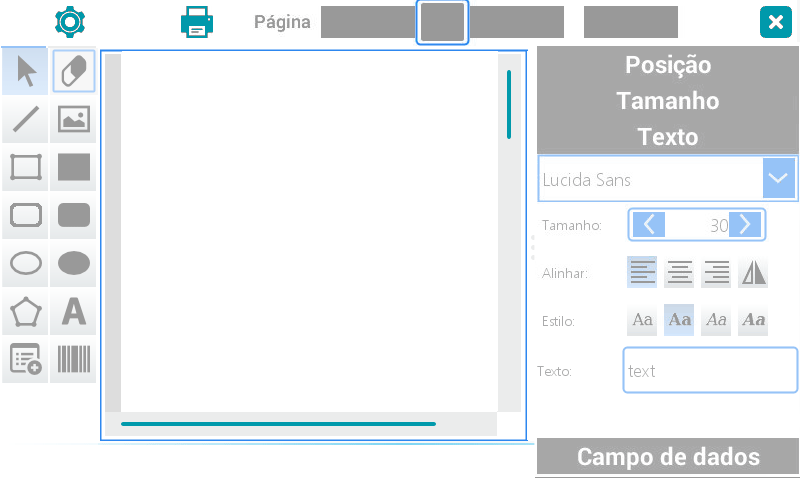 Página
Posição
Tamanho
Texto
Lucida Sans
Tamanho:
30
Alinhar:
Estilo:
Aa Aa Aa Aa
Texto:
text
A
Campo de dados